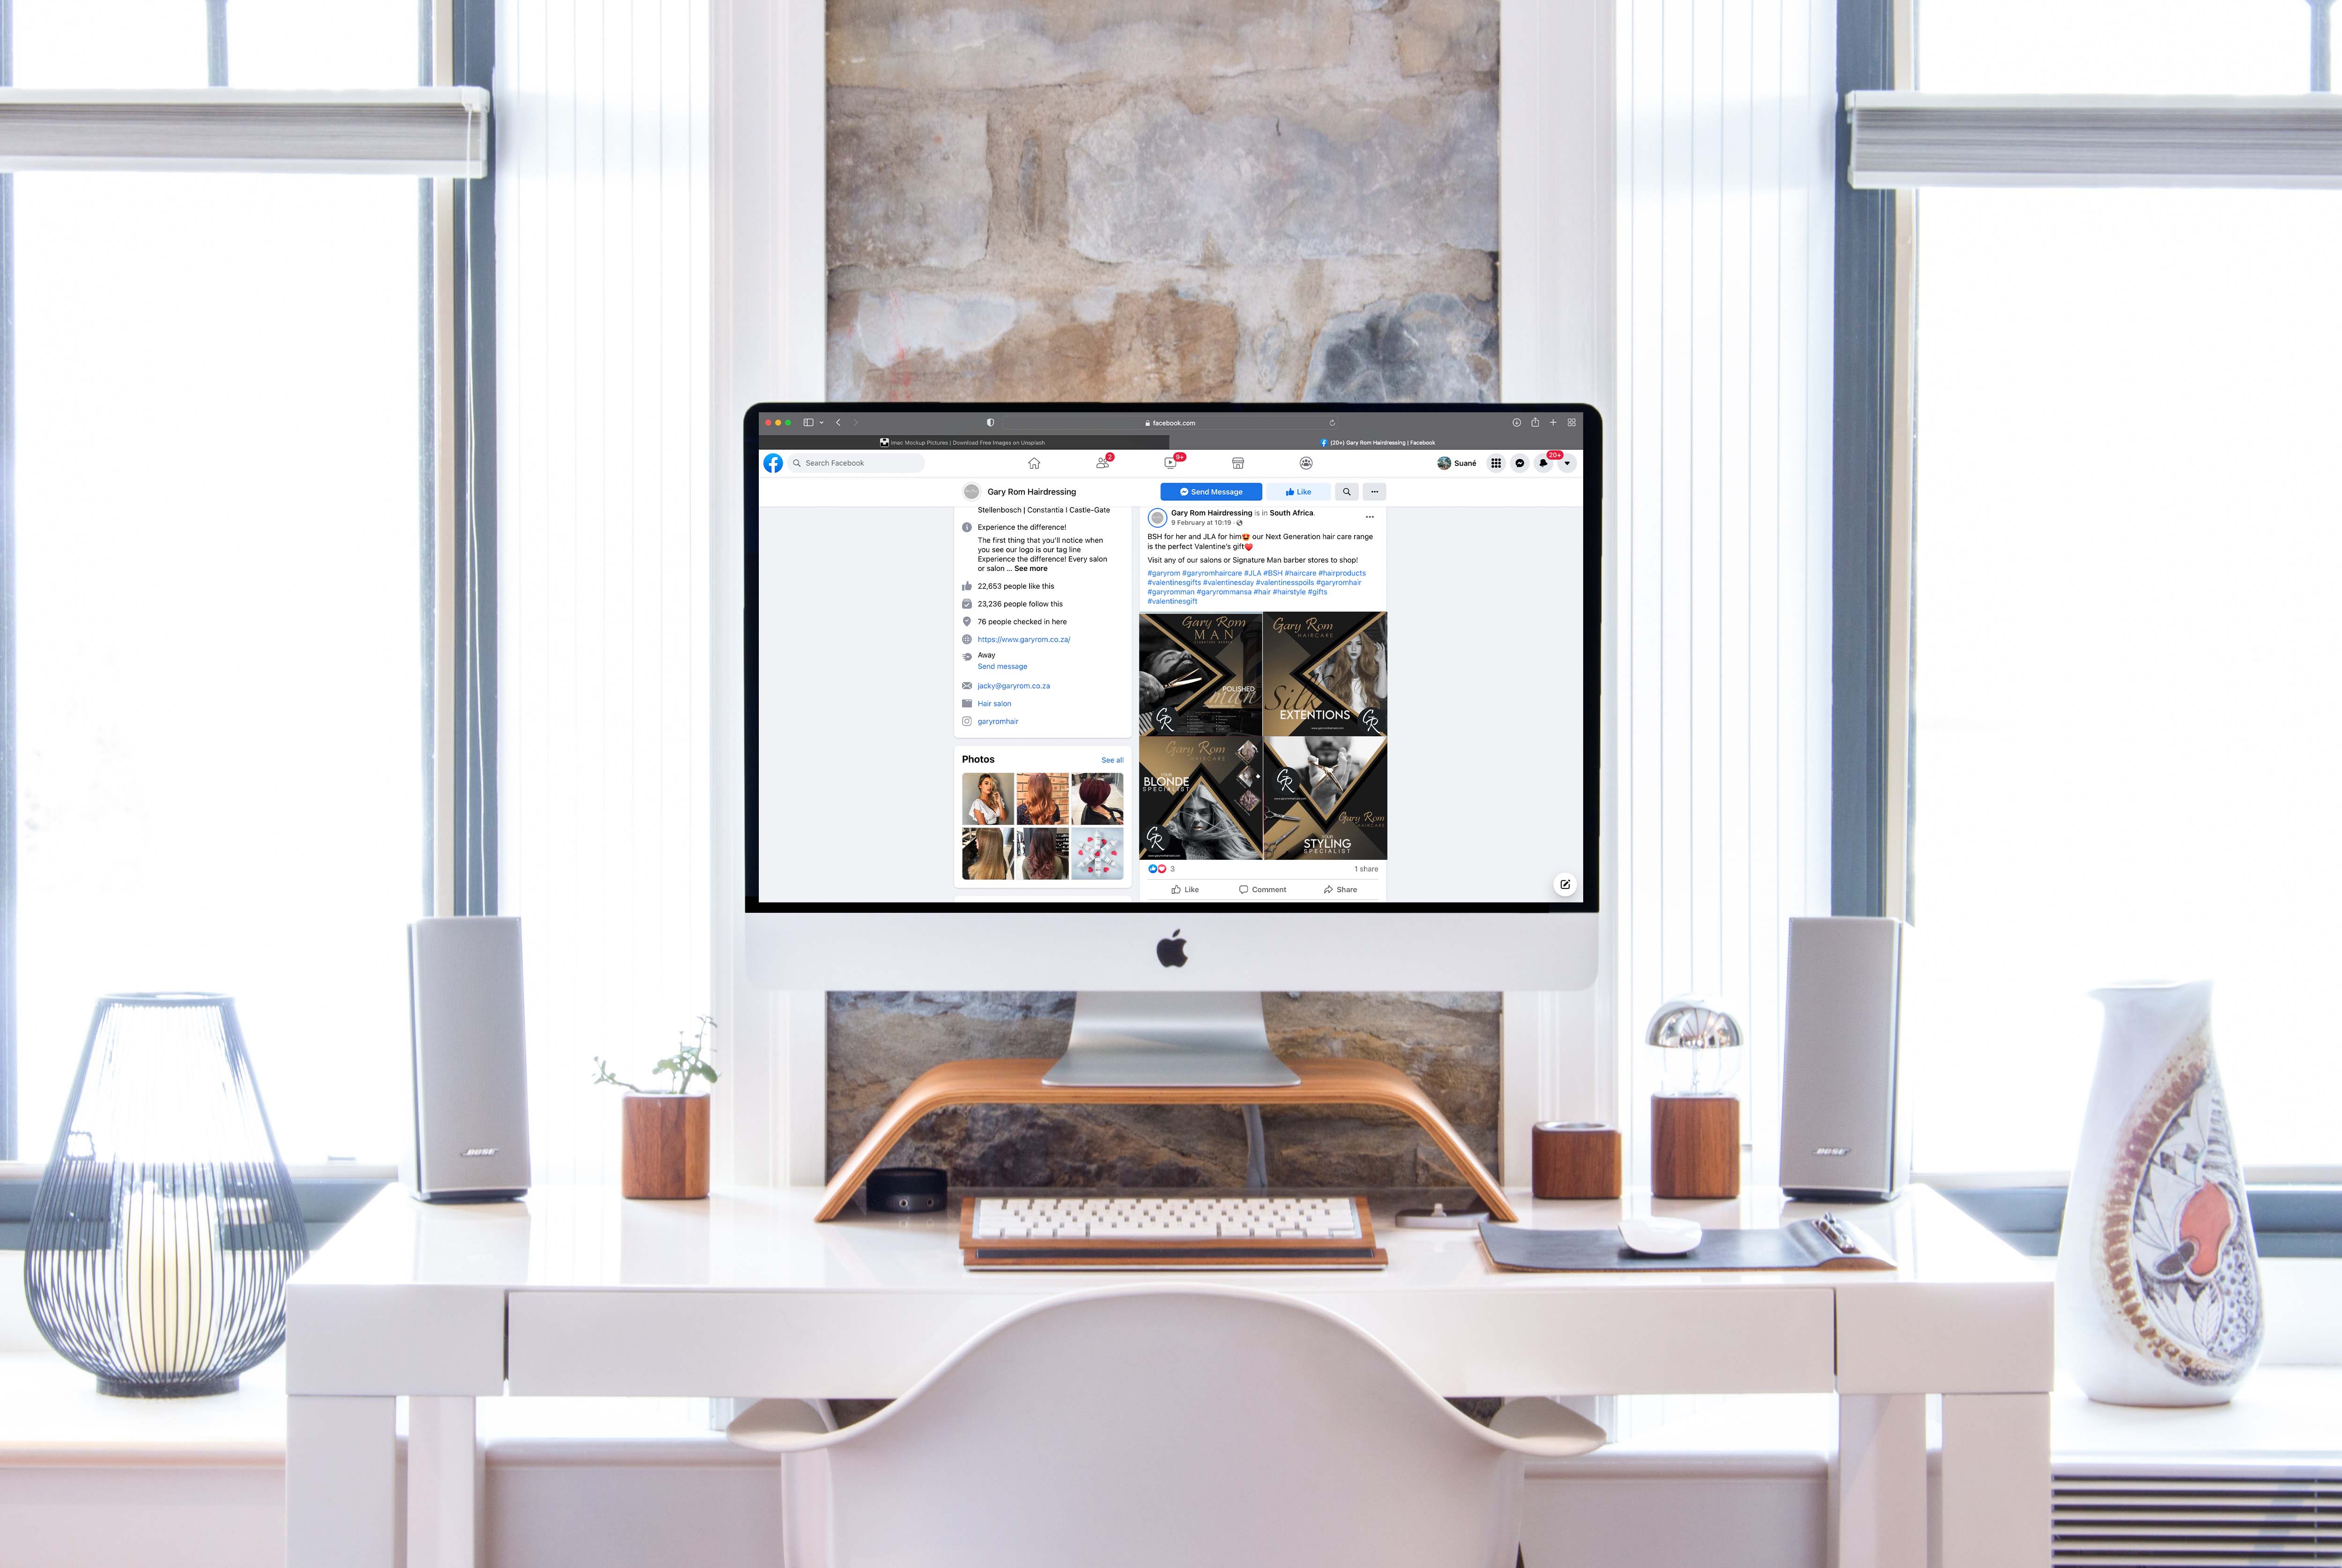 facebook.com
Imac Mockup Pictures | Download Free Images on Unsplash
(20+) Gary Rom Hairdressing | Facebook
Search Facebook
2
9+
Suané
20+
Gary Rom Hairdressing
Send Message
Like
Stellenbosch | Constantia I Castle-Gate
Experience the difference!
The first thing that you'll notice when
you see our logo is our tag line
Experience the difference! Every salon
or salon ... See more
22,653 people like this
23,236 people follow this
76 people checked in here
https://www.garyrom.co.za/
Away
Send message
jacky@garyrom.co.za
Hair salon
garyromhair
Photos
See all
Gary Rom Hairdressing is in South Africa.
9 February at 10:19
BSH for her and JLA for him😍 our Next Generation hair care range
is the perfect Valentine's gift❤️
Visit any of our salons or Signature Man barber stores to shop!
#garyrom #garyromhaircare #JLA #BSH #haircare #hairproducts
#valentinesgifts #valentinesday #valentinesspoils #garyromhair
#garyromman #garyrommansa #hair #hairstyle #gifts
#valentinesgift
Gary Rom
MAN
POLISHED
man
GR
Gary Rom
HAIRCARE
Silk
EXTENTIONS
GR
Gary Rom
HAIRCARE
YOUR
BLONDE
SPECIALIST
GR
GR
Gary Rom
HAIRCARE
YOUR
STYLING
SPECIALIST
3
1 share
Like
Comment
Share
BOSE
BOSE